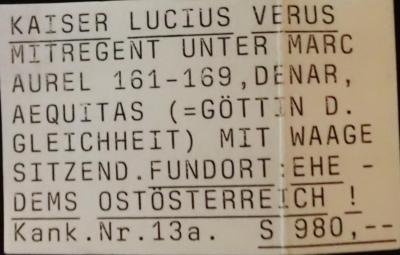 KAISER LUCIUS VERUS
MITREGENT UNTER MARC
AUREL 161-169,DENAR,
AEQUITAS (=GÖTTIN D.
GLEICHHEIT) MIT WAAGE
SITZEND.FUNDORT:EHE -
DEMS OSTÖSTERREICH !
Kank.Nr.13a. S 980,--